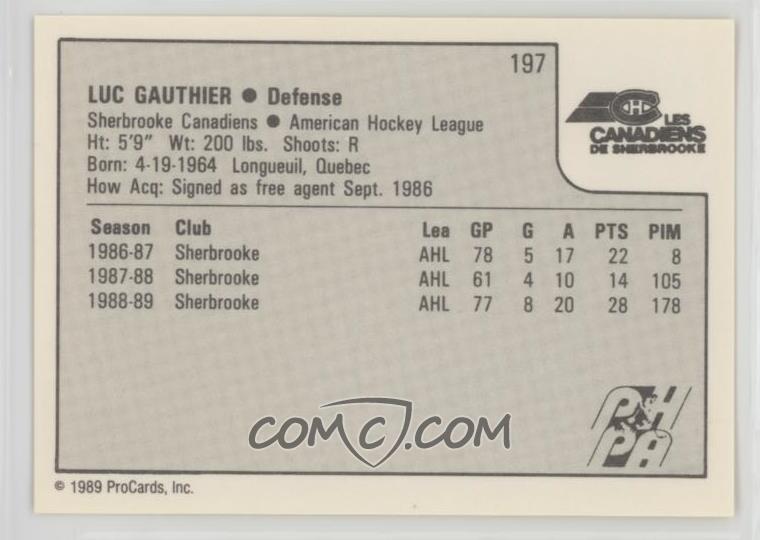 197
LUC GAUTHIER ● Defense
Sherbrooke Canadiens ● American Hockey League
Ht: 5'9" Wt: 200 lbs. Shoots: R
Born: 4-19-1964 Longueuil, Quebec
How Acq: Signed as free agent Sept. 1986
CHC
LES
CANADIENS
DE SHERBROOKE
Season Club Lea GP G A PTS PIM
1986-87 Sherbrooke AHL 78 5 17 22 8
1987-88 Sherbrooke AHL 61 4 10 14 105
1988-89 Sherbrooke AHL 77 8 20 28 178
COMC.COM
P&H
PA
© 1989 ProCards, Inc.